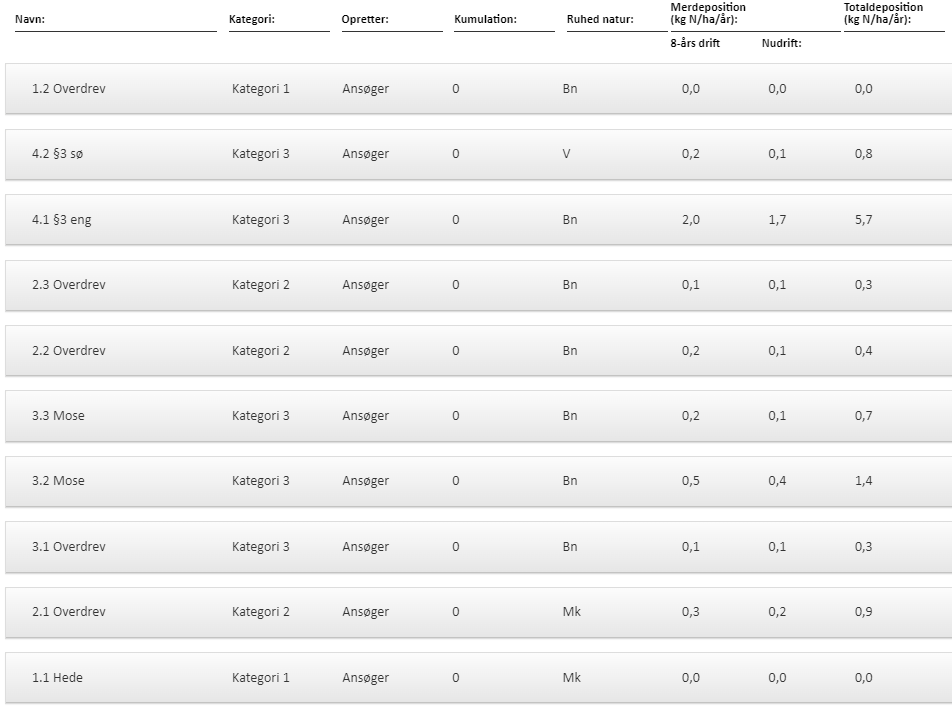 Navn: Kategori: Opretter: Kumulation: Ruhed natur: Merdeposition (kg N/ha/år): Totaldeposition (kg N/ha/år):
8-års drift Nudrift:
1.2 Overdrev Kategori 1 Ansøger 0 Bn 0,0 0,0 0,0
4.2 §3 sø Kategori 3 Ansøger 0 V 0,2 0,1 0,8
4.1 §3 eng Kategori 3 Ansøger 0 Bn 2,0 1,7 5,7
2.3 Overdrev Kategori 2 Ansøger 0 Bn 0,1 0,1 0,3
2.2 Overdrev Kategori 2 Ansøger 0 Bn 0,2 0,1 0,4
3.3 Mose Kategori 3 Ansøger 0 Bn 0,2 0,1 0,7
3.2 Mose Kategori 3 Ansøger 0 Bn 0,5 0,4 1,4
3.1 Overdrev Kategori 3 Ansøger 0 Bn 0,1 0,1 0,3
2.1 Overdrev Kategori 2 Ansøger 0 Mk 0,3 0,2 0,9
1.1 Hede Kategori 1 Ansøger 0 Mk 0,0 0,0 0,0